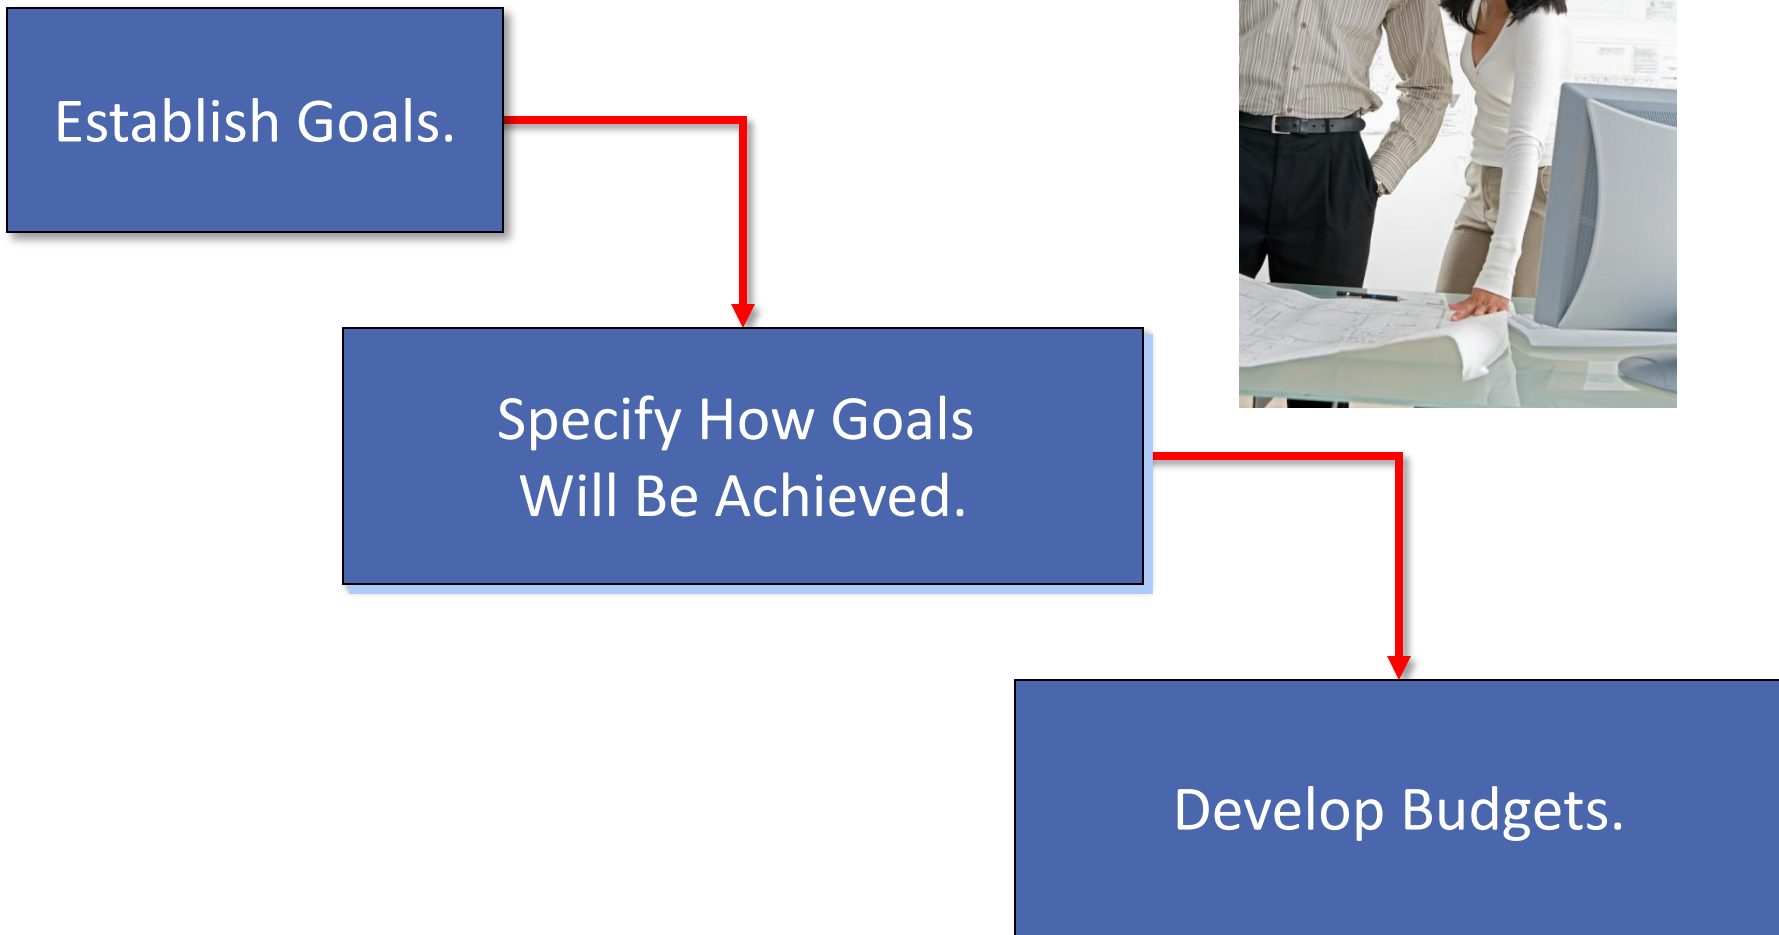 Establish Goals.
Specify How Goals
Will Be Achieved.
Develop Budgets.